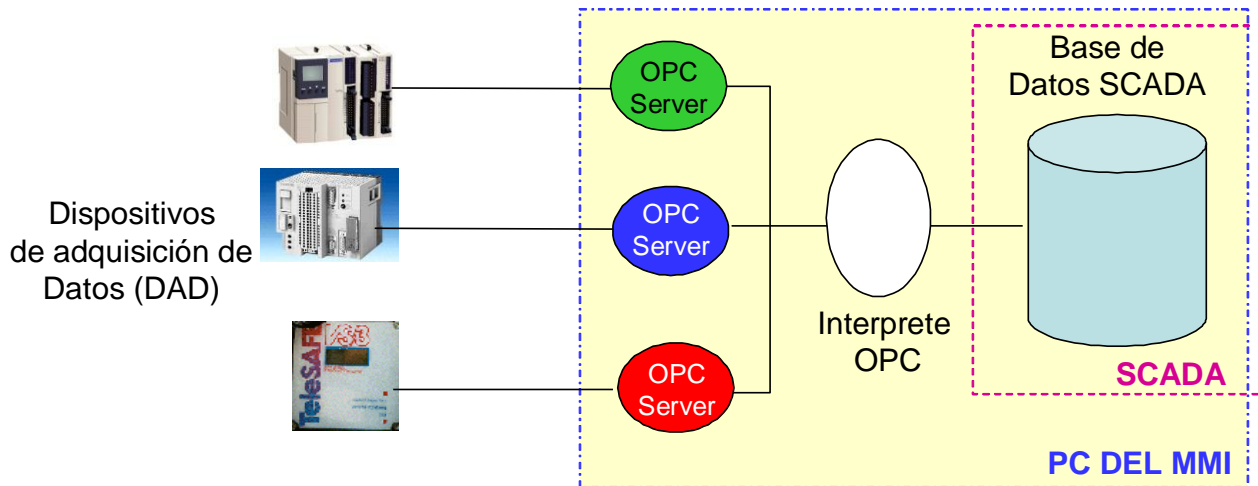 Dispositivos
de adquisición de
Datos (DAD)
TeleSAFE
OPC
Server
OPC
Server
OPC
Server
Interprete
OPC
Base de
Datos SCADA
SCADA
PC DEL MMI